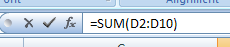 Alignment
fx =SUM(D2:D10)